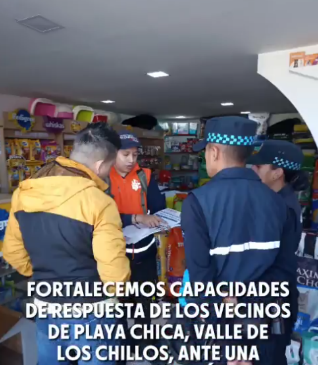 FORTALECEMOS CAPACIDADES
DE RESPUESTA DE LOS VECINOS
DE PLAYA CHICA, VALLE DE
LOS CHILLOS, ANTE UNA